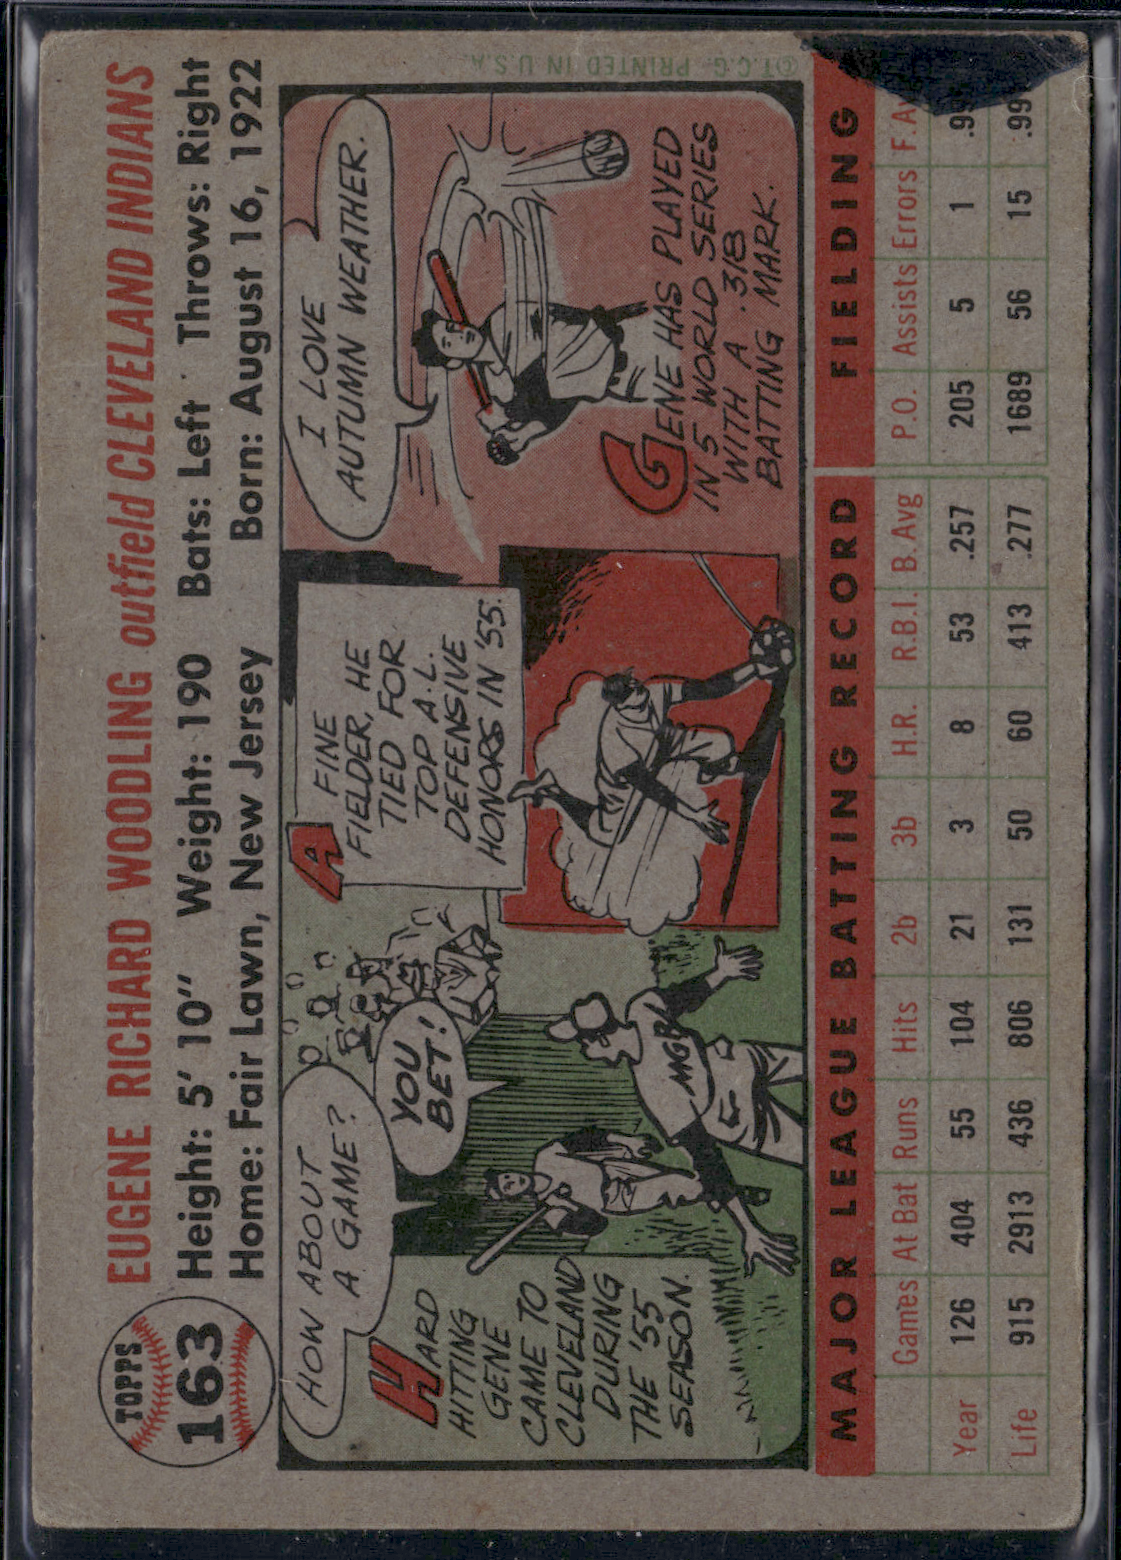 TOPPS
163
EUGENE RICHARD WOODLING outfield CLEVELAND INDIANS
Height: 5' 10" Weight: 190 Bats: Left Throws: Right
Home: Fair Lawn, New Jersey Born: August 16, 1922
HOW ABOUT
A GAME?
YOU
BET!
MGR
HARD
HITTING
GENE
CAME TO
CLEVELAND
DURING
THE '55
SEASON.
A FINE
FIELDER, HE
TIED FOR
TOP A.L.
DEFENSIVE
HONORS IN '55.
I LOVE
AUTUMN WEATHER.
GENE HAS PLAYED
IN 5 WORLD SERIES
WITH A .318
BATTING MARK.
©T.C.G. PRINTED IN U.S.A.
MAJOR LEAGUE BATTING RECORD FIELDING
Games At Bat Runs Hits 2b 3b H.R. R.B.I. B.Avg P.O. Assists Errors F.Av
Year 126 404 55 104 21 3 8 53 .257 205 5 1 .99
Life 915 2913 436 806 131 50 60 413 .277 1689 56 15 .99